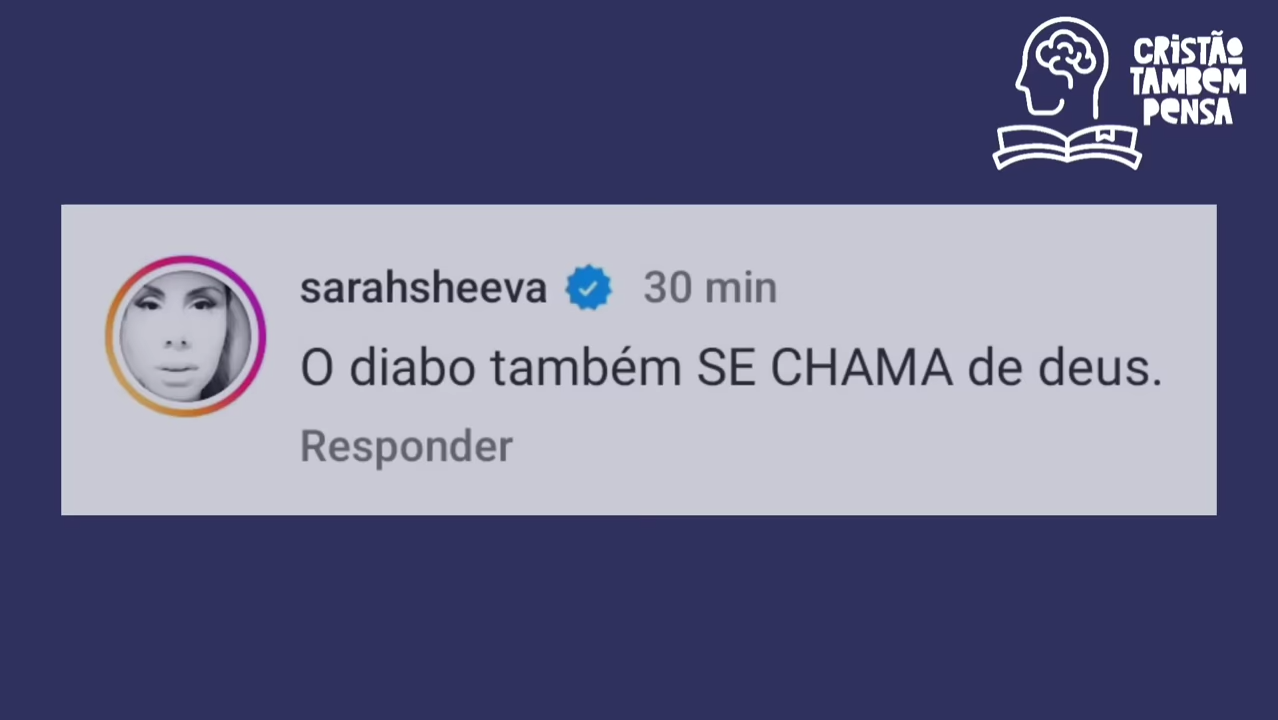 CRISTÃO
TAMBEM
PENSA
sarahsheeva 30 min
O diabo também SE CHAMA de deus.
Responder